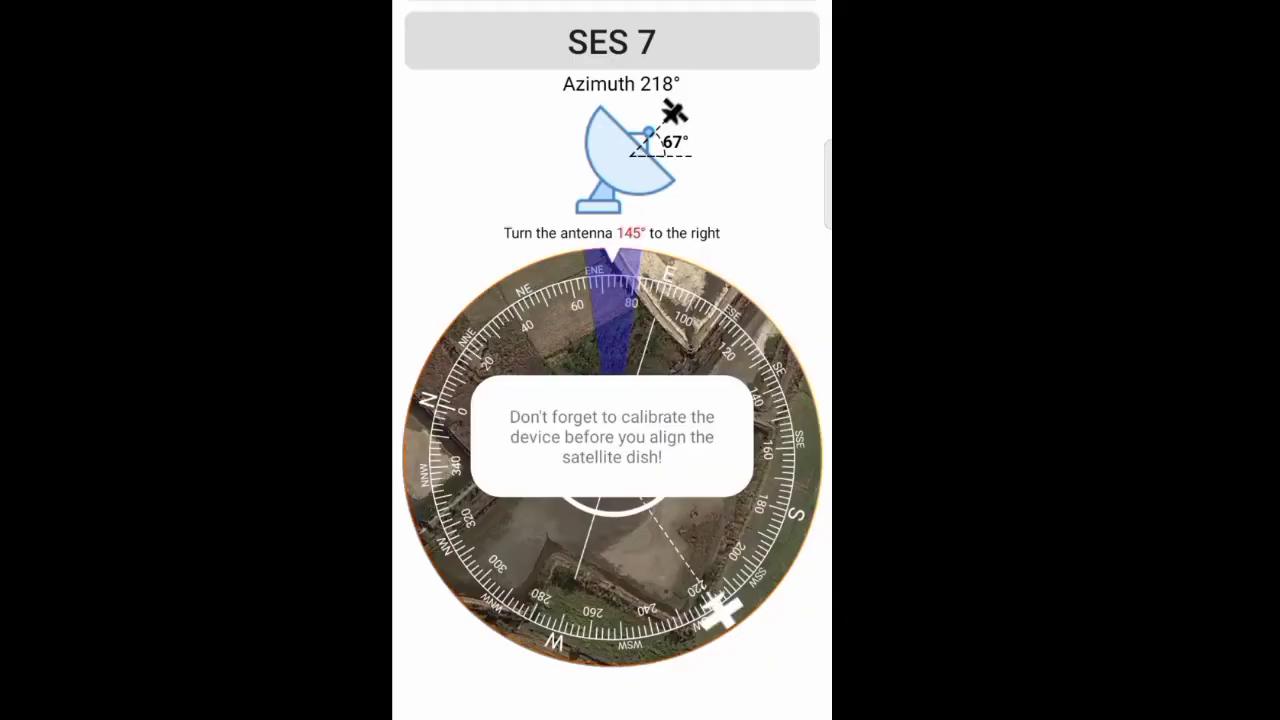 SES 7
Azimuth 218°
67°
Turn the antenna 145° to the right
ENE
E
NE
60
80
ESE
100
40
NNE
120
20
SE
140
N
0
SSE
160
Don't forget to calibrate the
device before you align the
satellite dish!
340
NNW
180
S
320
NW
200
SSW
300
220
280
WNW
260
240
W
WSW